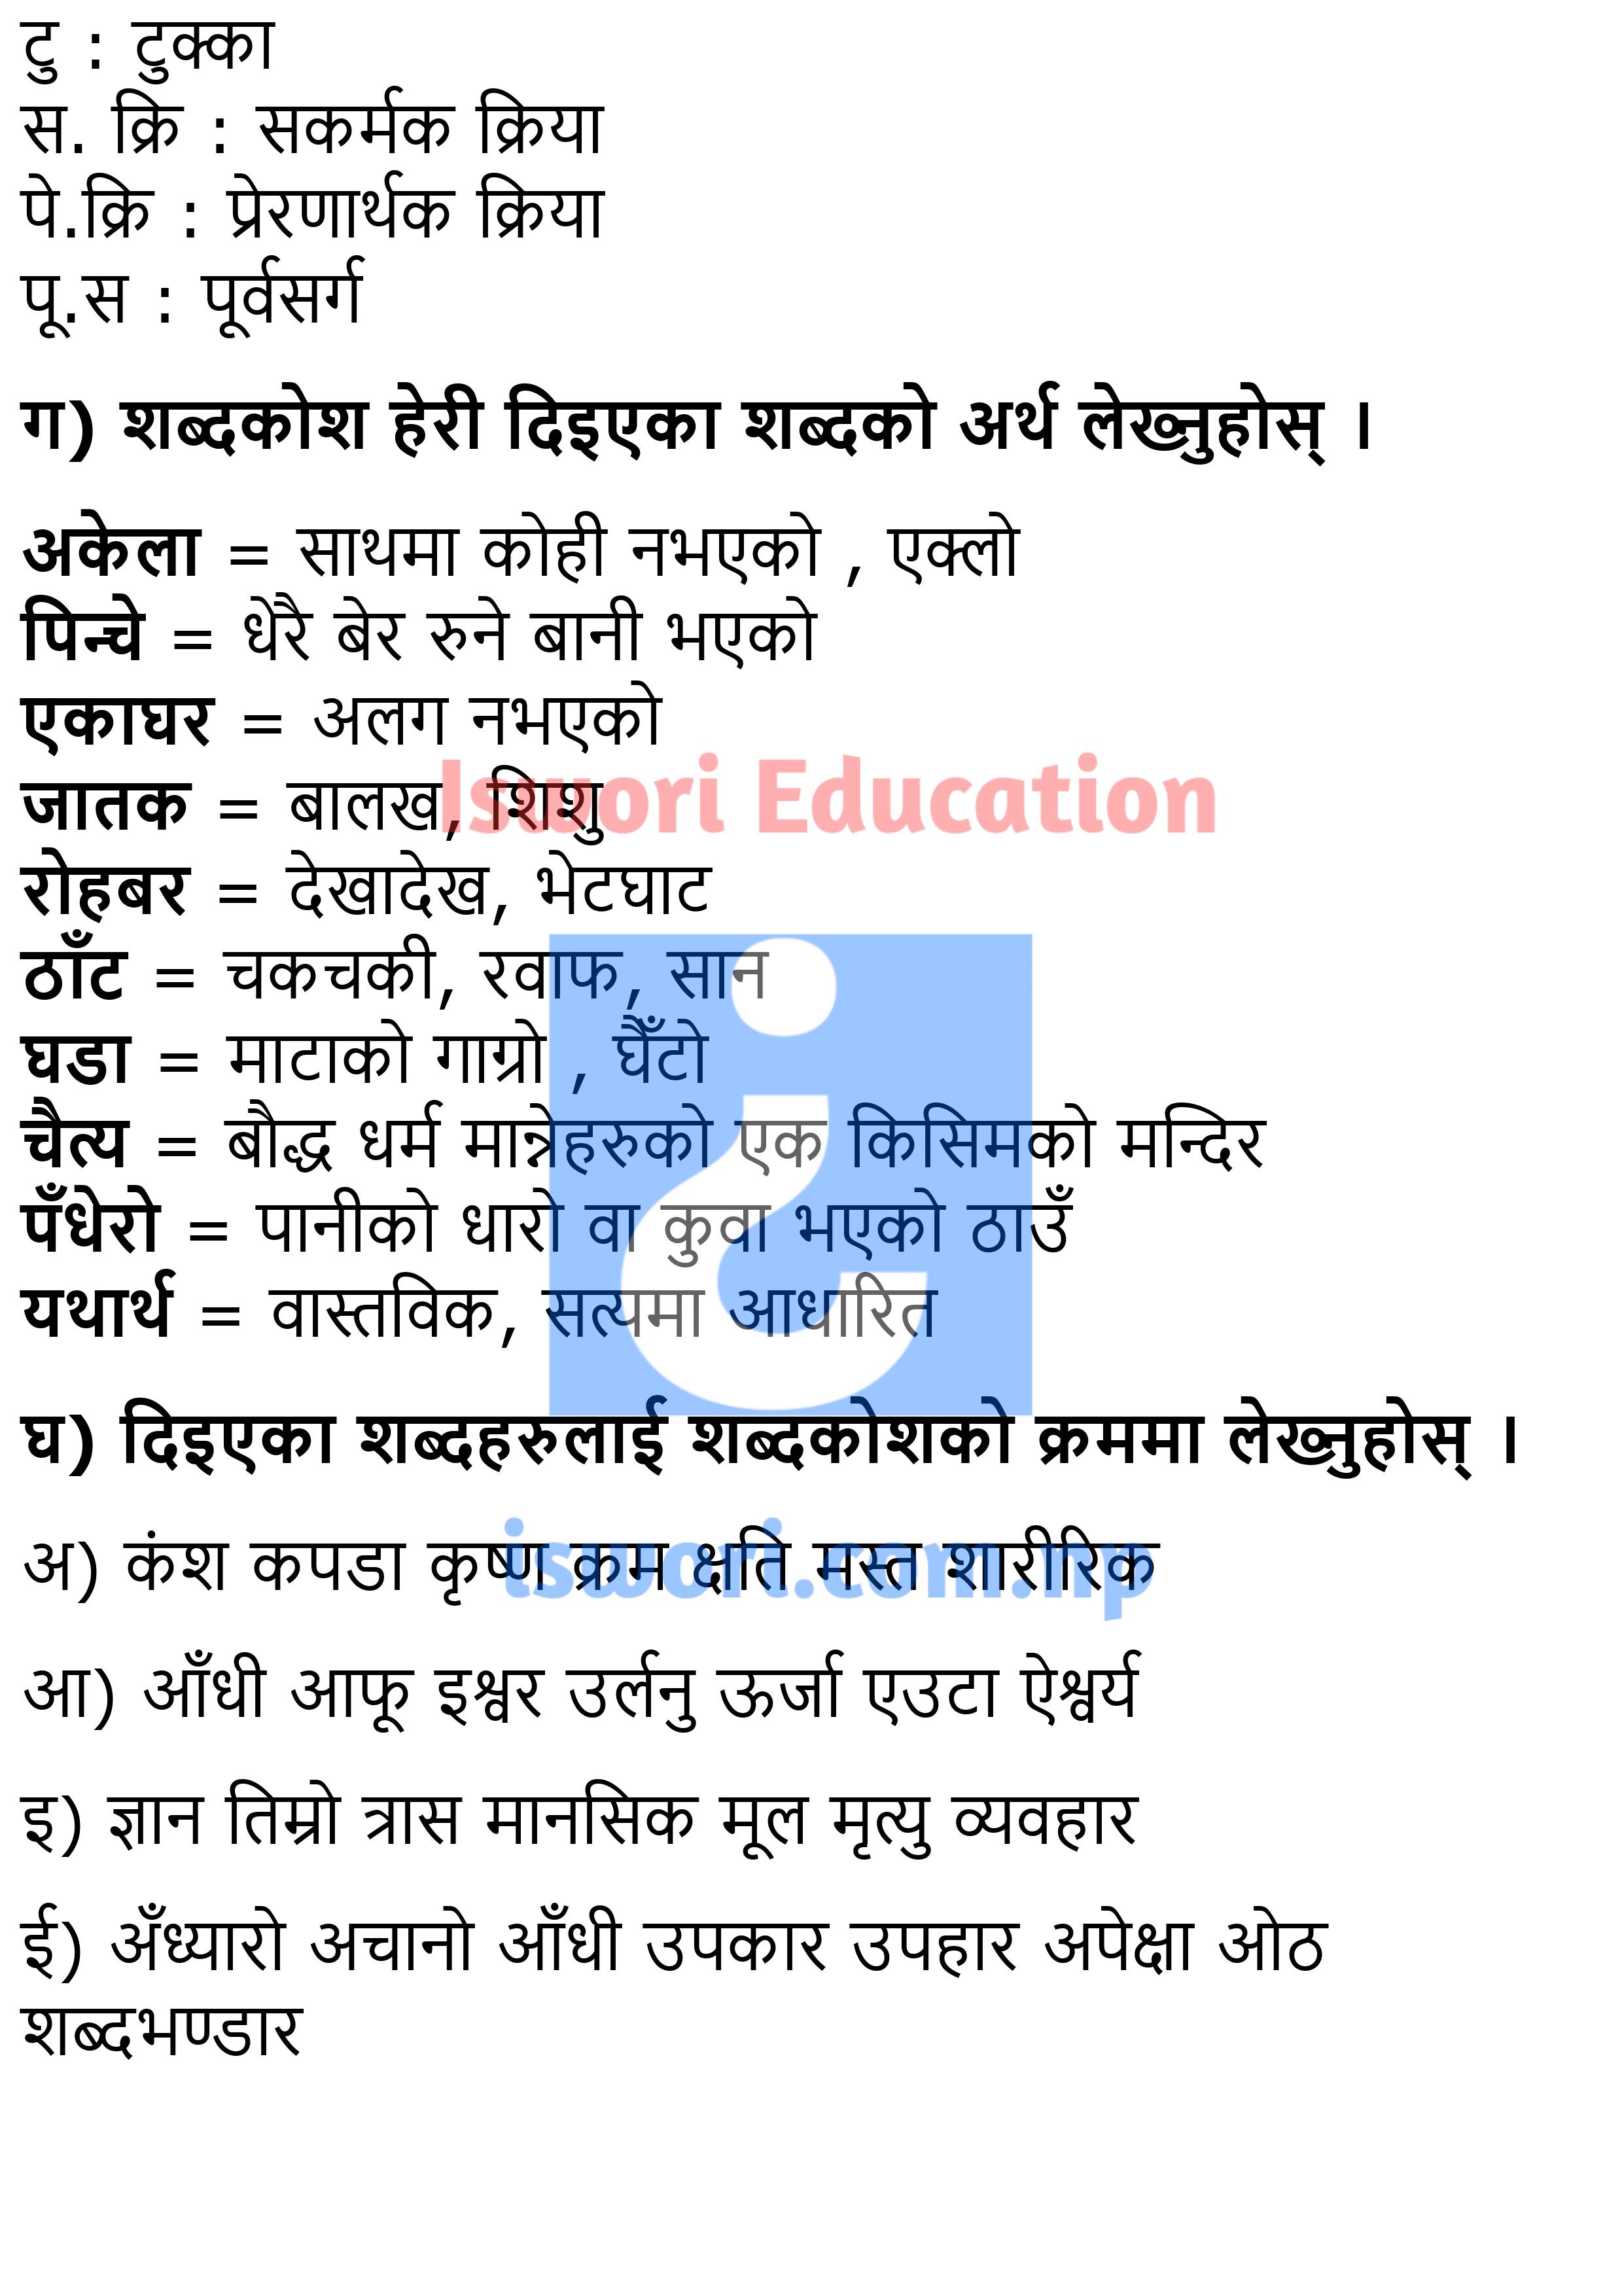 टु : टुक्का
स. क्रि : सकर्मक क्रिया
पे.क्रि : प्रेरणार्थक क्रिया
पू.स : पूर्वसर्ग
ग) शब्दकोश हेरी दिइएका शब्दको अर्थ लेख्नुहोस् ।
अकेला = साथमा कोही नभएको , एक्लो
पिन्चे = धेरै बेर रुने बानी भएको
एकाघर = अलग नभएको
जातक = बालख, शिशु
Iswori Education
रोहबर = देखादेख, भेटघाट
ठाँट = चकचकी, रवाफ, सान
घडा = माटाको गाग्रो , घैँटो
चैत्य = बौद्ध धर्म मान्नेहरुको एक किसिमको मन्दिर
पँधेरो = पानीको धारो वा कुवा भएको ठाउँ
यथार्थ = वास्तविक, सत्यमा आधारित
घ) दिइएका शब्दहरुलाई शब्दकोशको क्रममा लेख्नुहोस् ।
अ) कंश कपडा कृष्ण क्रम क्षति मस्त शारीरिक
iswori.com.np
आ) आँधी आफू इश्वर उर्लनु ऊर्जा एउटा ऐश्वर्य
इ) ज्ञान तिम्रो त्रास मानसिक मूल मृत्यु व्यवहार
ई) अँध्यारो अचानो आँधी उपकार उपहार अपेक्षा ओठ
शब्दभण्डार